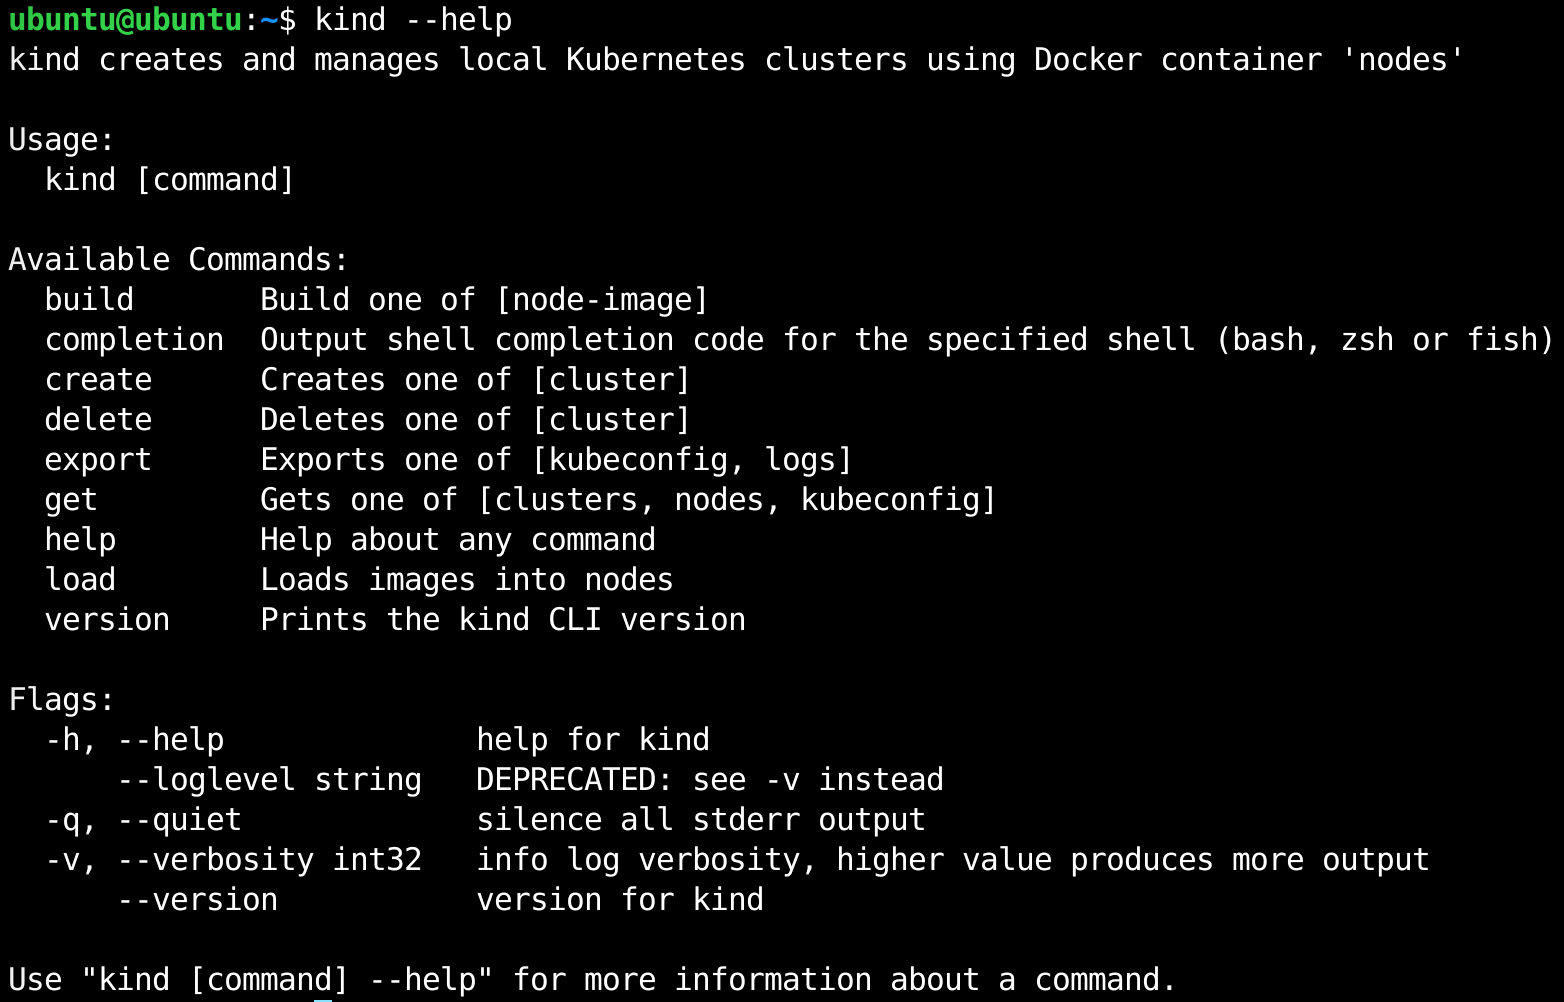 ubuntu@ubuntu:~$ kind --help
kind creates and manages local Kubernetes clusters using Docker container 'nodes'

Usage:
  kind [command]

Available Commands:
  build       Build one of [node-image]
  completion  Output shell completion code for the specified shell (bash, zsh or fish)
  create      Creates one of [cluster]
  delete      Deletes one of [cluster]
  export      Exports one of [kubeconfig, logs]
  get         Gets one of [clusters, nodes, kubeconfig]
  help        Help about any command
  load        Loads images into nodes
  version     Prints the kind CLI version

Flags:
  -h, --help              help for kind
      --loglevel string   DEPRECATED: see -v instead
  -q, --quiet             silence all stderr output
  -v, --verbosity int32   info log verbosity, higher value produces more output
      --version           version for kind

Use "kind [command] --help" for more information about a command.